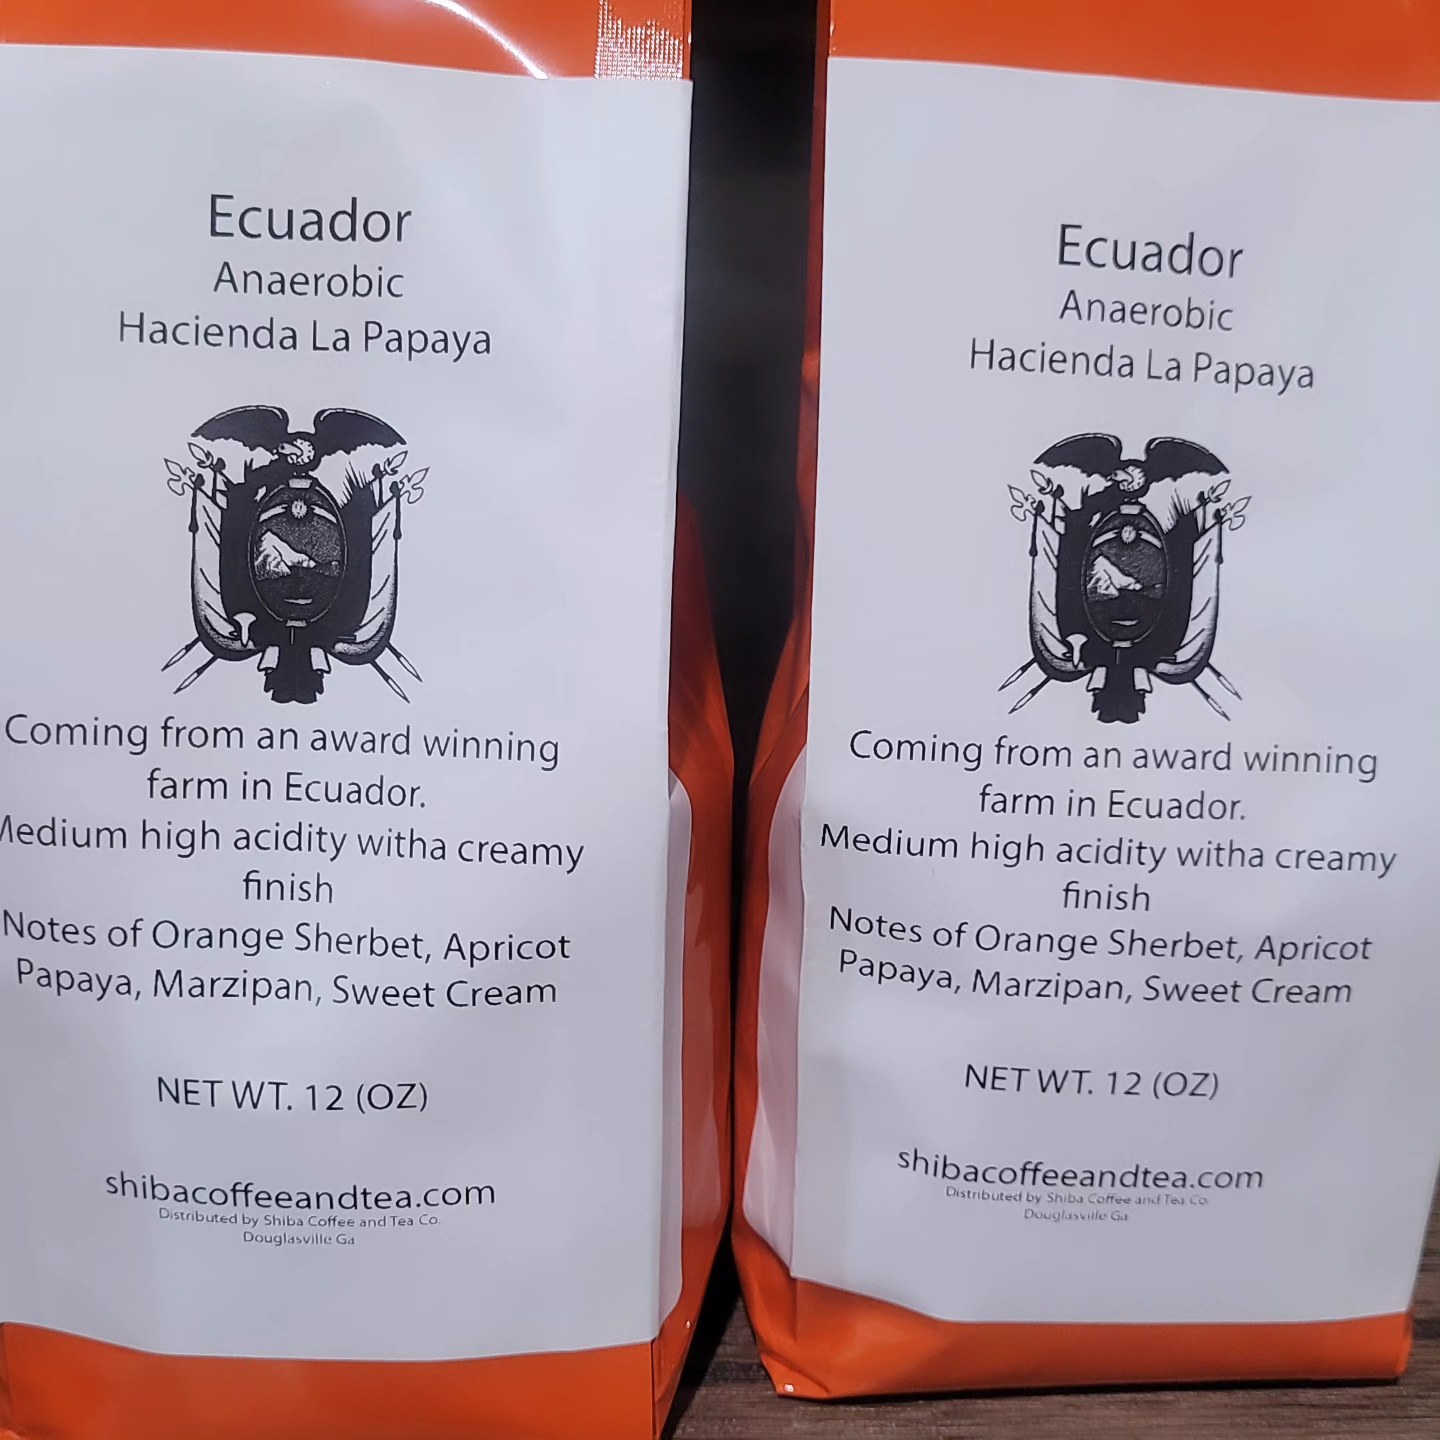 Ecuador
Anaerobic
Hacienda La Papaya
Coming from an award winning
farm in Ecuador.
Medium high acidity witha creamy
finish
Notes of Orange Sherbet, Apricot
Papaya, Marzipan, Sweet Cream
NET WT. 12 (OZ)
shibacoffeeandtea.com
Distributed by Shiba Coffee and Tea Co.
Douglasville Ga
Ecuador
Anaerobic
Hacienda La Papaya
Coming from an award winning
farm in Ecuador.
Medium high acidity witha creamy
finish
Notes of Orange Sherbet, Apricot
Papaya, Marzipan, Sweet Cream
NET WT. 12 (OZ)
shibacoffeeandtea.com
Distributed by Shiba Coffee and Tea Co.
Douglasville Ga